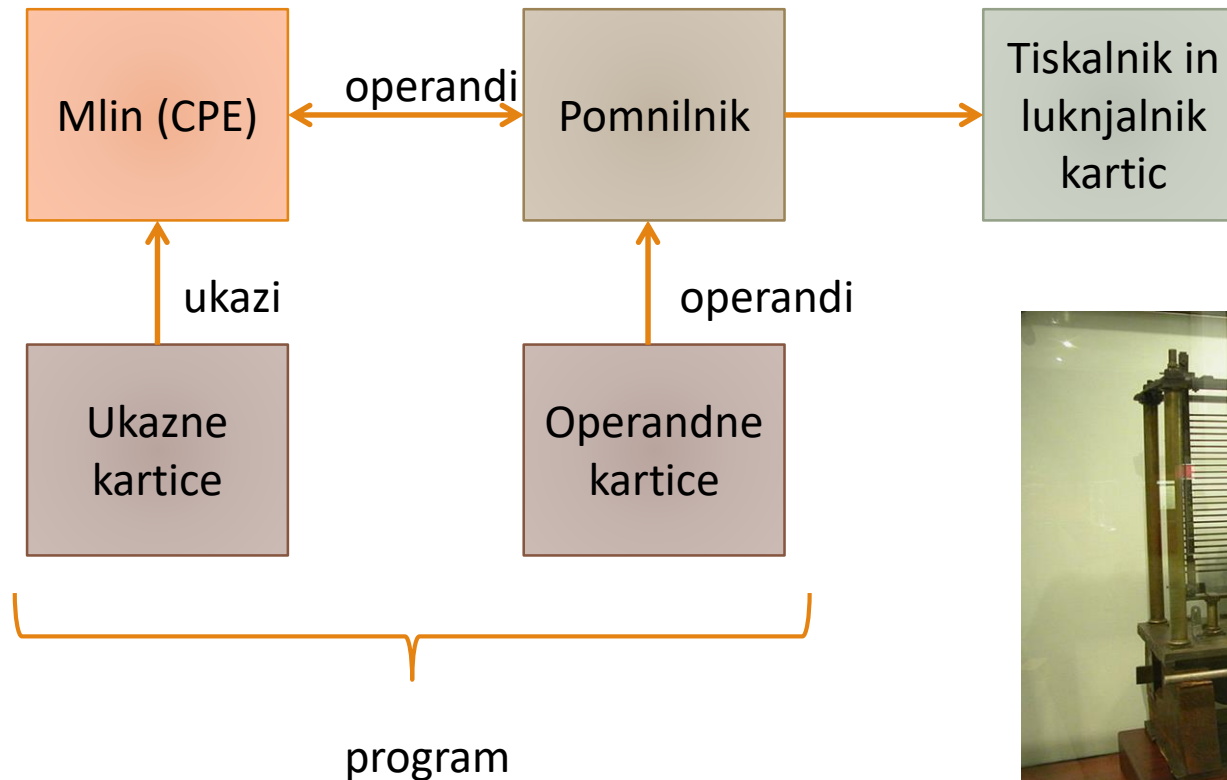 Mlin (CPE)
operandi
Pomnilnik
Tiskalnik in
luknjalnik
kartic
ukazi
operandi
Ukazne
kartice
Operandne
kartice
program